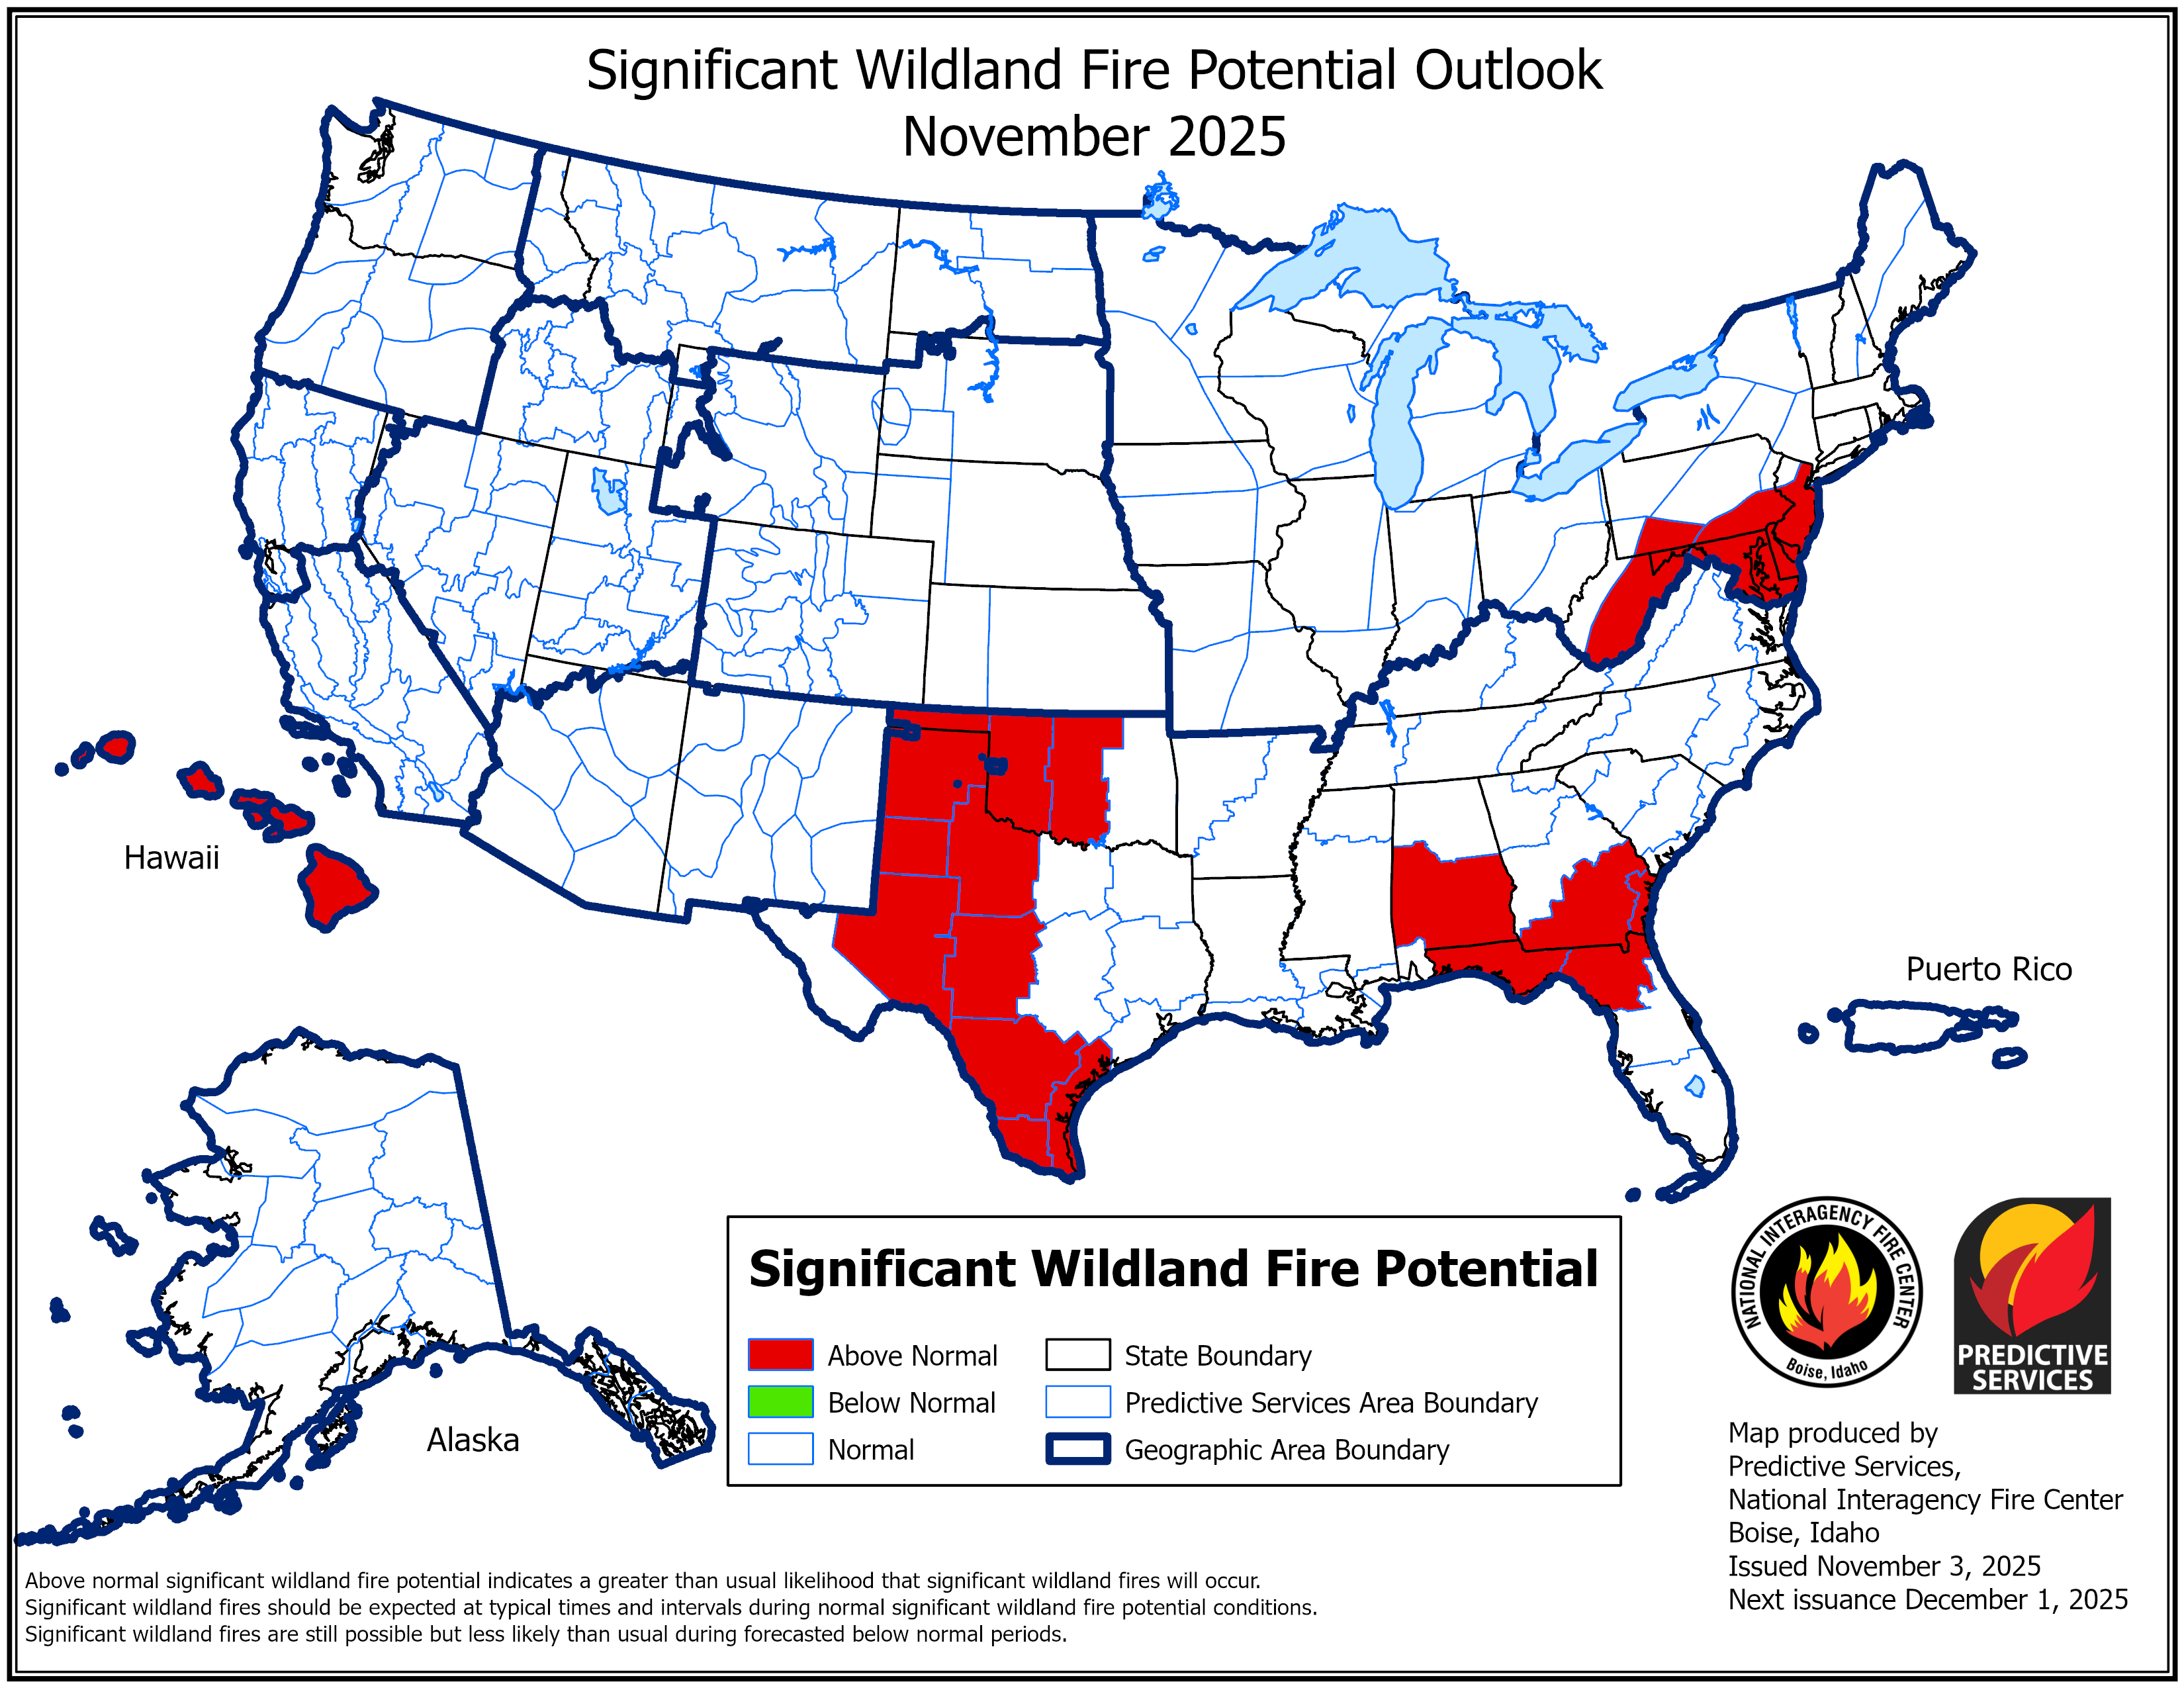 Significant Wildland Fire Potential Outlook
November 2025
Hawaii
Puerto Rico
Alaska
Significant Wildland Fire Potential
Above Normal
Below Normal
Normal
State Boundary
Predictive Services Area Boundary
Geographic Area Boundary
NATIONAL INTERAGENCY FIRE CENTER
Boise, Idaho
PREDICTIVE
SERVICES
Map produced by
Predictive Services,
National Interagency Fire Center
Boise, Idaho
Issued November 3, 2025
Next issuance December 1, 2025
Above normal significant wildland fire potential indicates a greater than usual likelihood that significant wildland fires will occur.
Significant wildland fires should be expected at typical times and intervals during normal significant wildland fire potential conditions.
Significant wildland fires are still possible but less likely than usual during forecasted below normal periods.